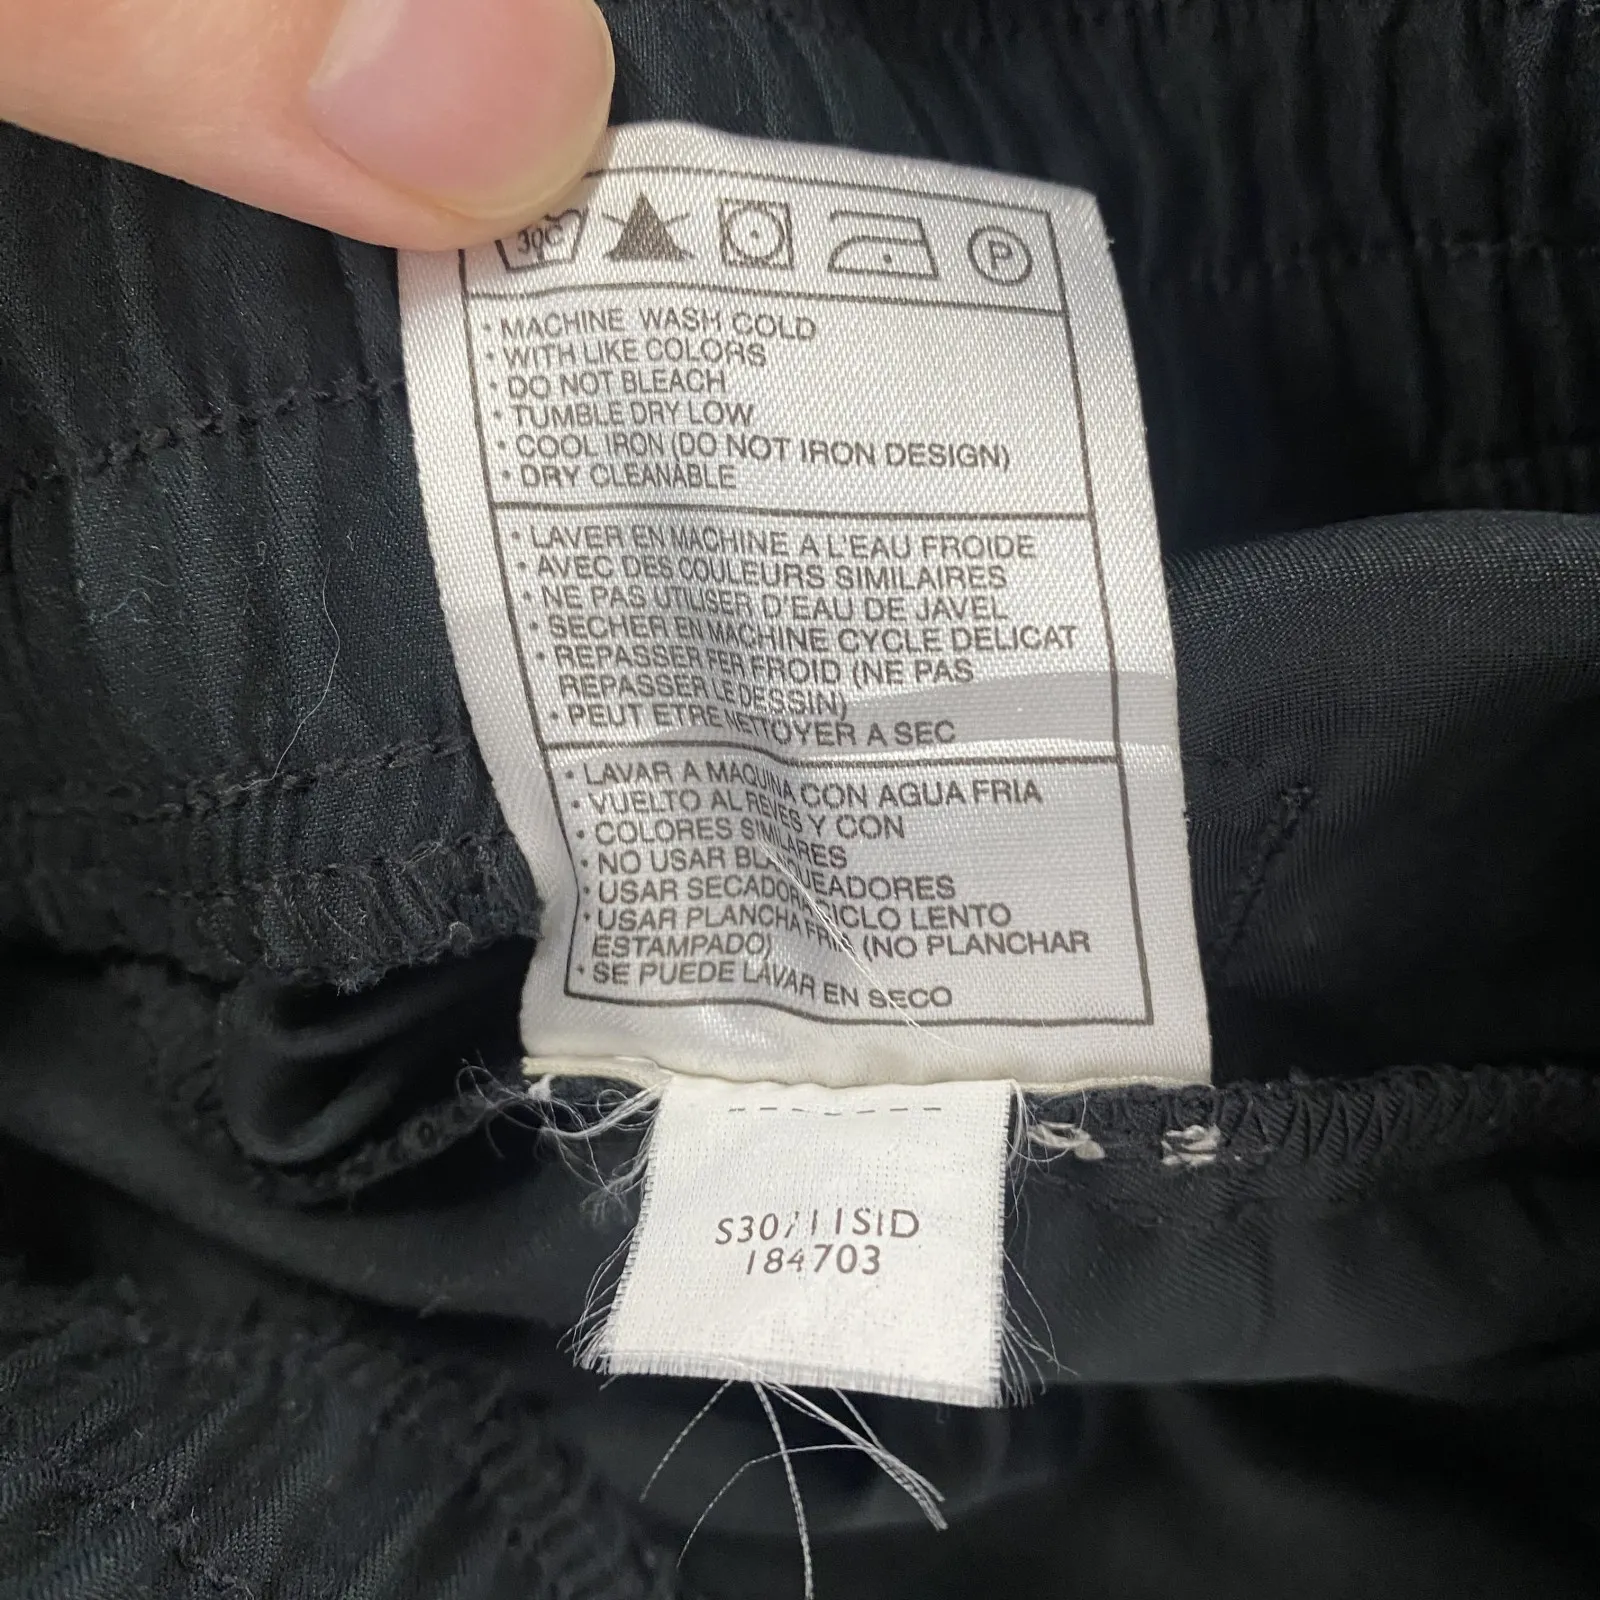 30C
P
• MACHINE WASH COLD
• WITH LIKE COLORS
• DO NOT BLEACH
• TUMBLE DRY LOW
• COOL IRON (DO NOT IRON DESIGN)
• DRY CLEANABLE
• LAVER EN MACHINE A L'EAU FROIDE
• AVEC DES COULEURS SIMILAIRES
• NE PAS UTILISER D'EAU DE JAVEL
• SECHER EN MACHINE CYCLE DELICAT
• REPASSER FER FROID (NE PAS
REPASSER LE DESSIN)
• PEUT ETRE NETTOYER A SEC
• LAVAR A MAQUINA CON AGUA FRIA
• VUELTO AL REVES Y CON
• COLORES SIMILARES
• NO USAR BLANQUEADORES
• USAR SECADORA CICLO LENTO
• USAR PLANCHA FRIA (NO PLANCHAR
ESTAMPADO)
• SE PUEDE LAVAR EN SECO
184703